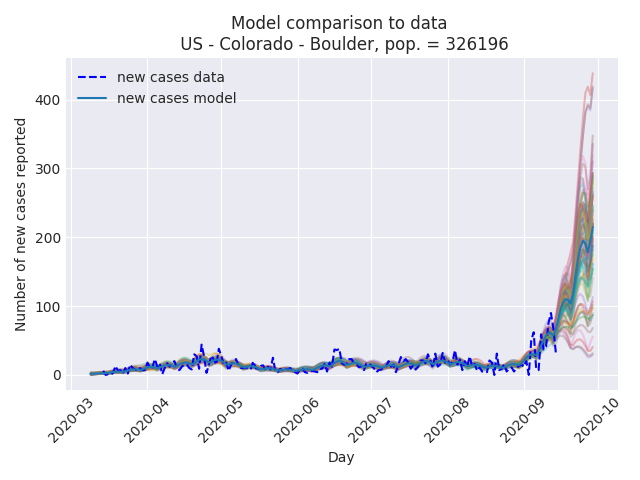 Model comparison to data
US - Colorado - Boulder, pop. = 326196
new cases data
new cases model
Number of new cases reported
400
300
200
100
0
2020-03
2020-04
2020-05
2020-06
2020-07
2020-08
2020-09
2020-10
Day